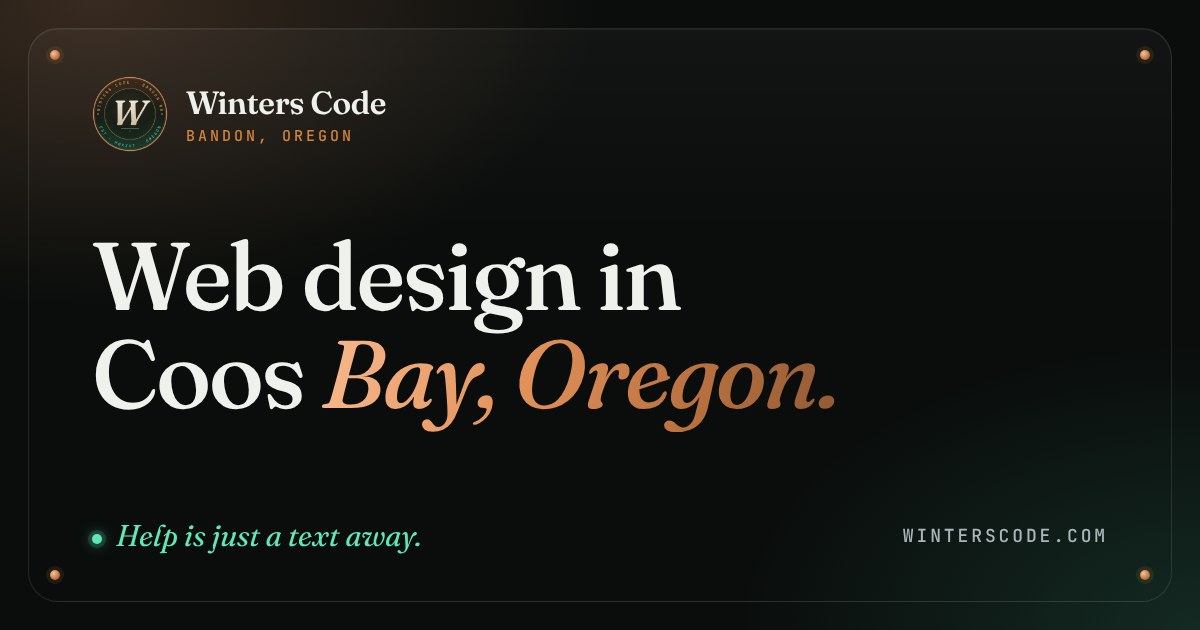 W
Winters Code
BANDON, OREGON
Web design in
Coos Bay, Oregon.
Help is just a text away.
WINTERSCODE.COM